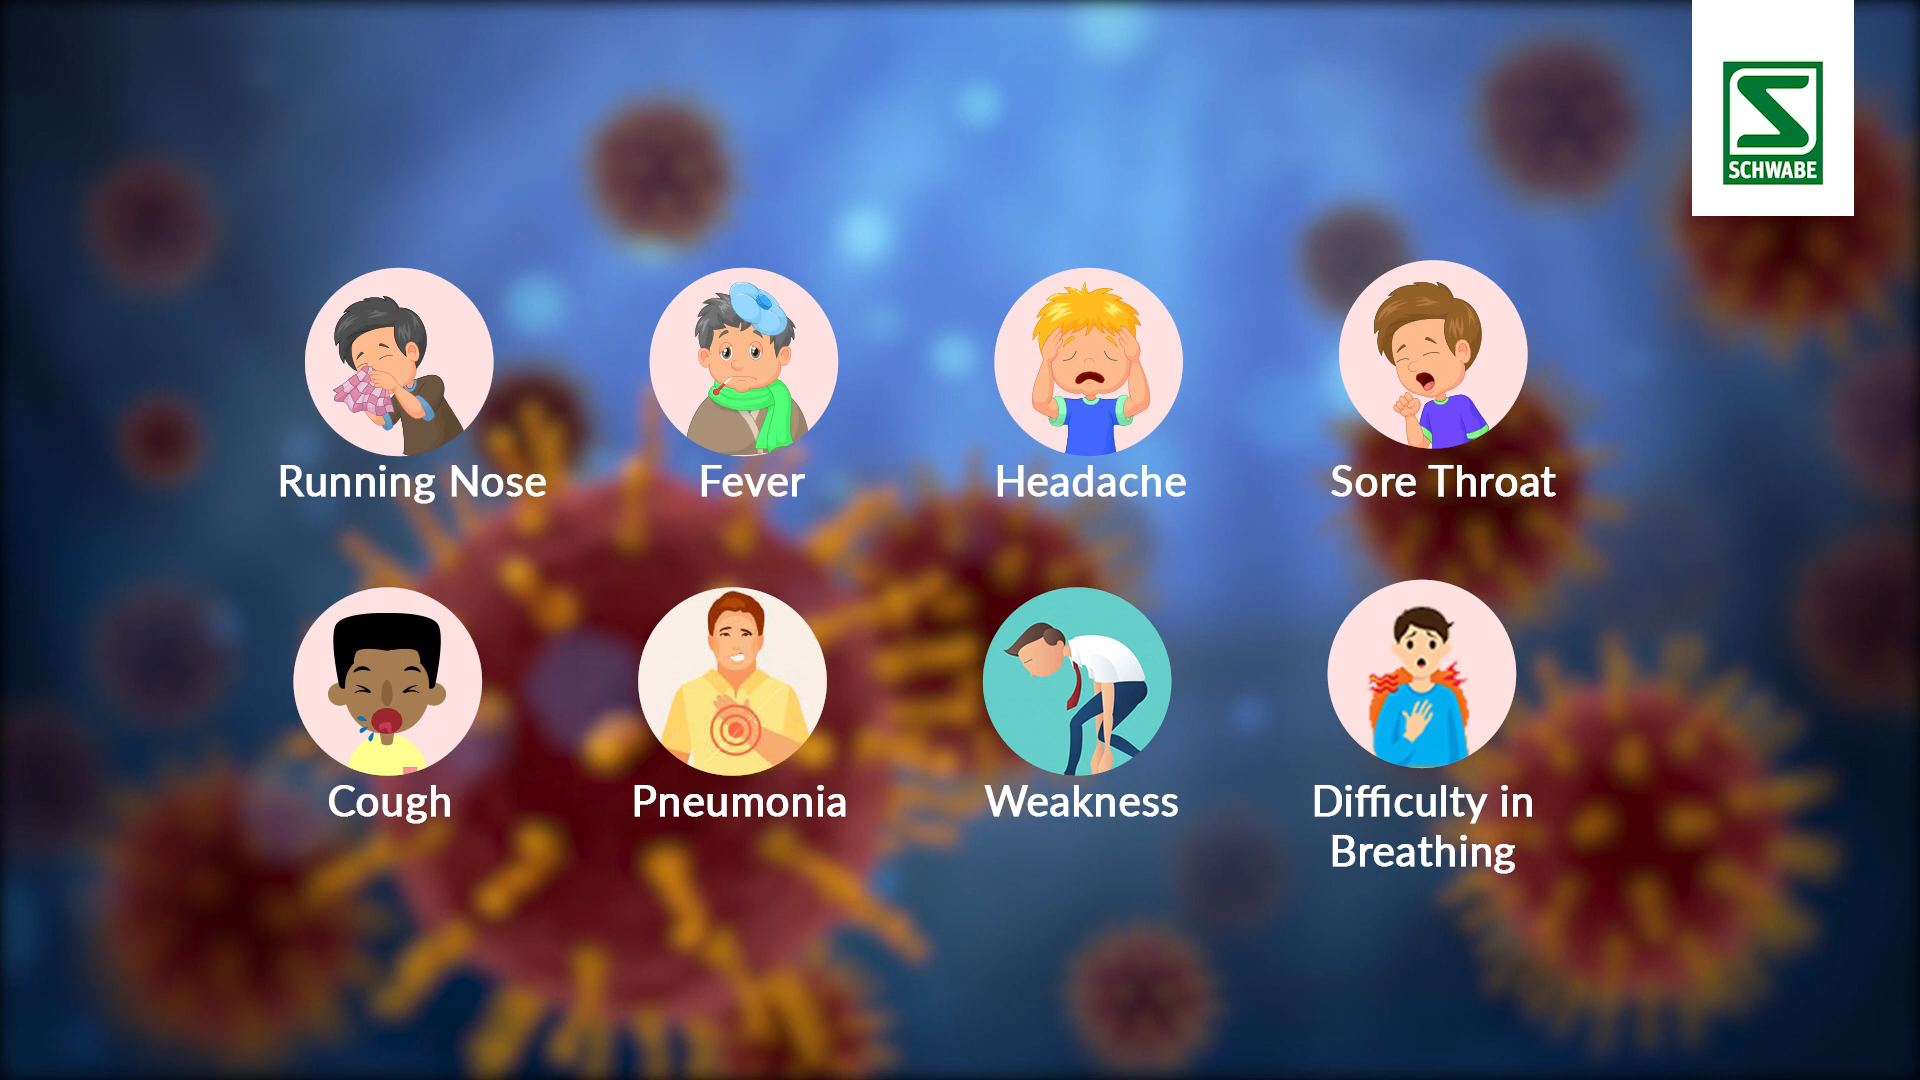 SCHWABE
Running Nose
Fever
Headache
Sore Throat
Cough
Pneumonia
Weakness
Difficulty in
Breathing